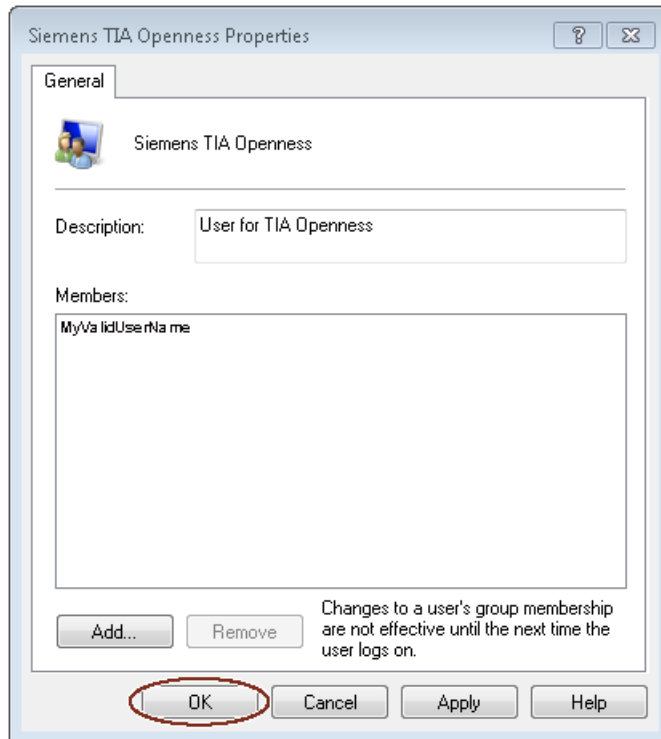 Siemens TIA Openness Properties
?
General
Siemens TIA Openness
Description:
User for TIA Openness
Members:
MyValidUserName
Add...
Remove
Changes to a user's group membership
are not effective until the next time the
user logs on.
OK
Cancel
Apply
Help